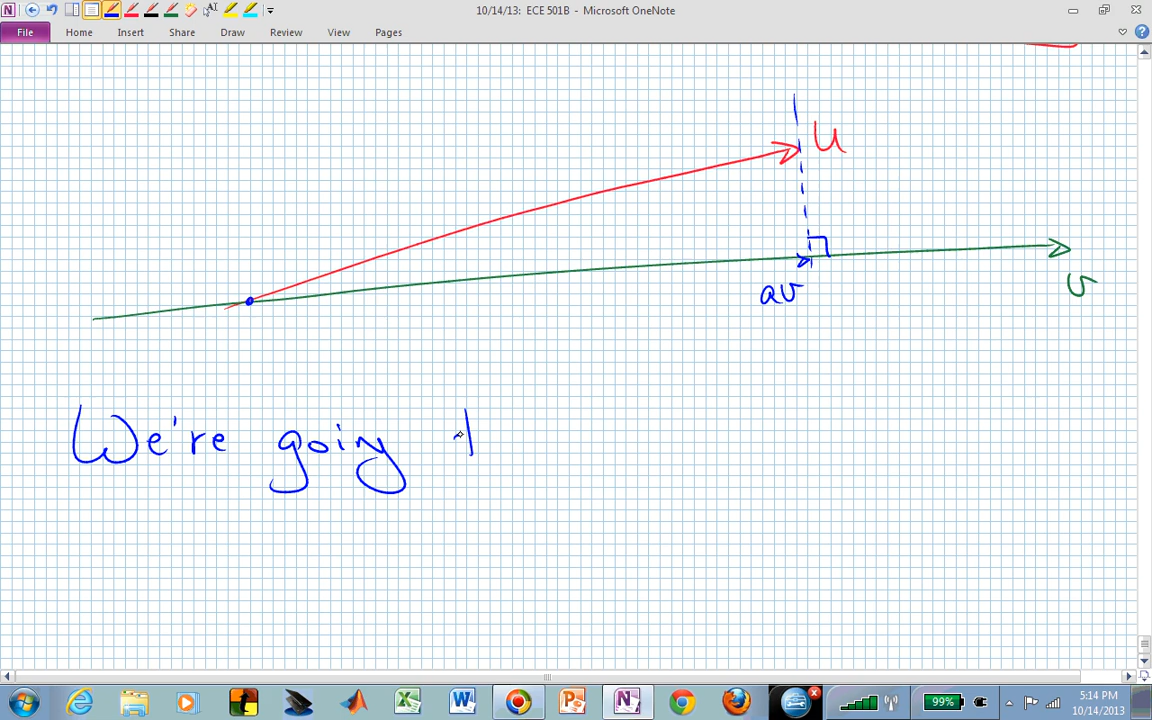 10/14/13: ECE 501B - Microsoft OneNote
File Home Insert Share Draw Review View Pages
u
av
v
We're going
99%
5:14 PM
10/14/2013